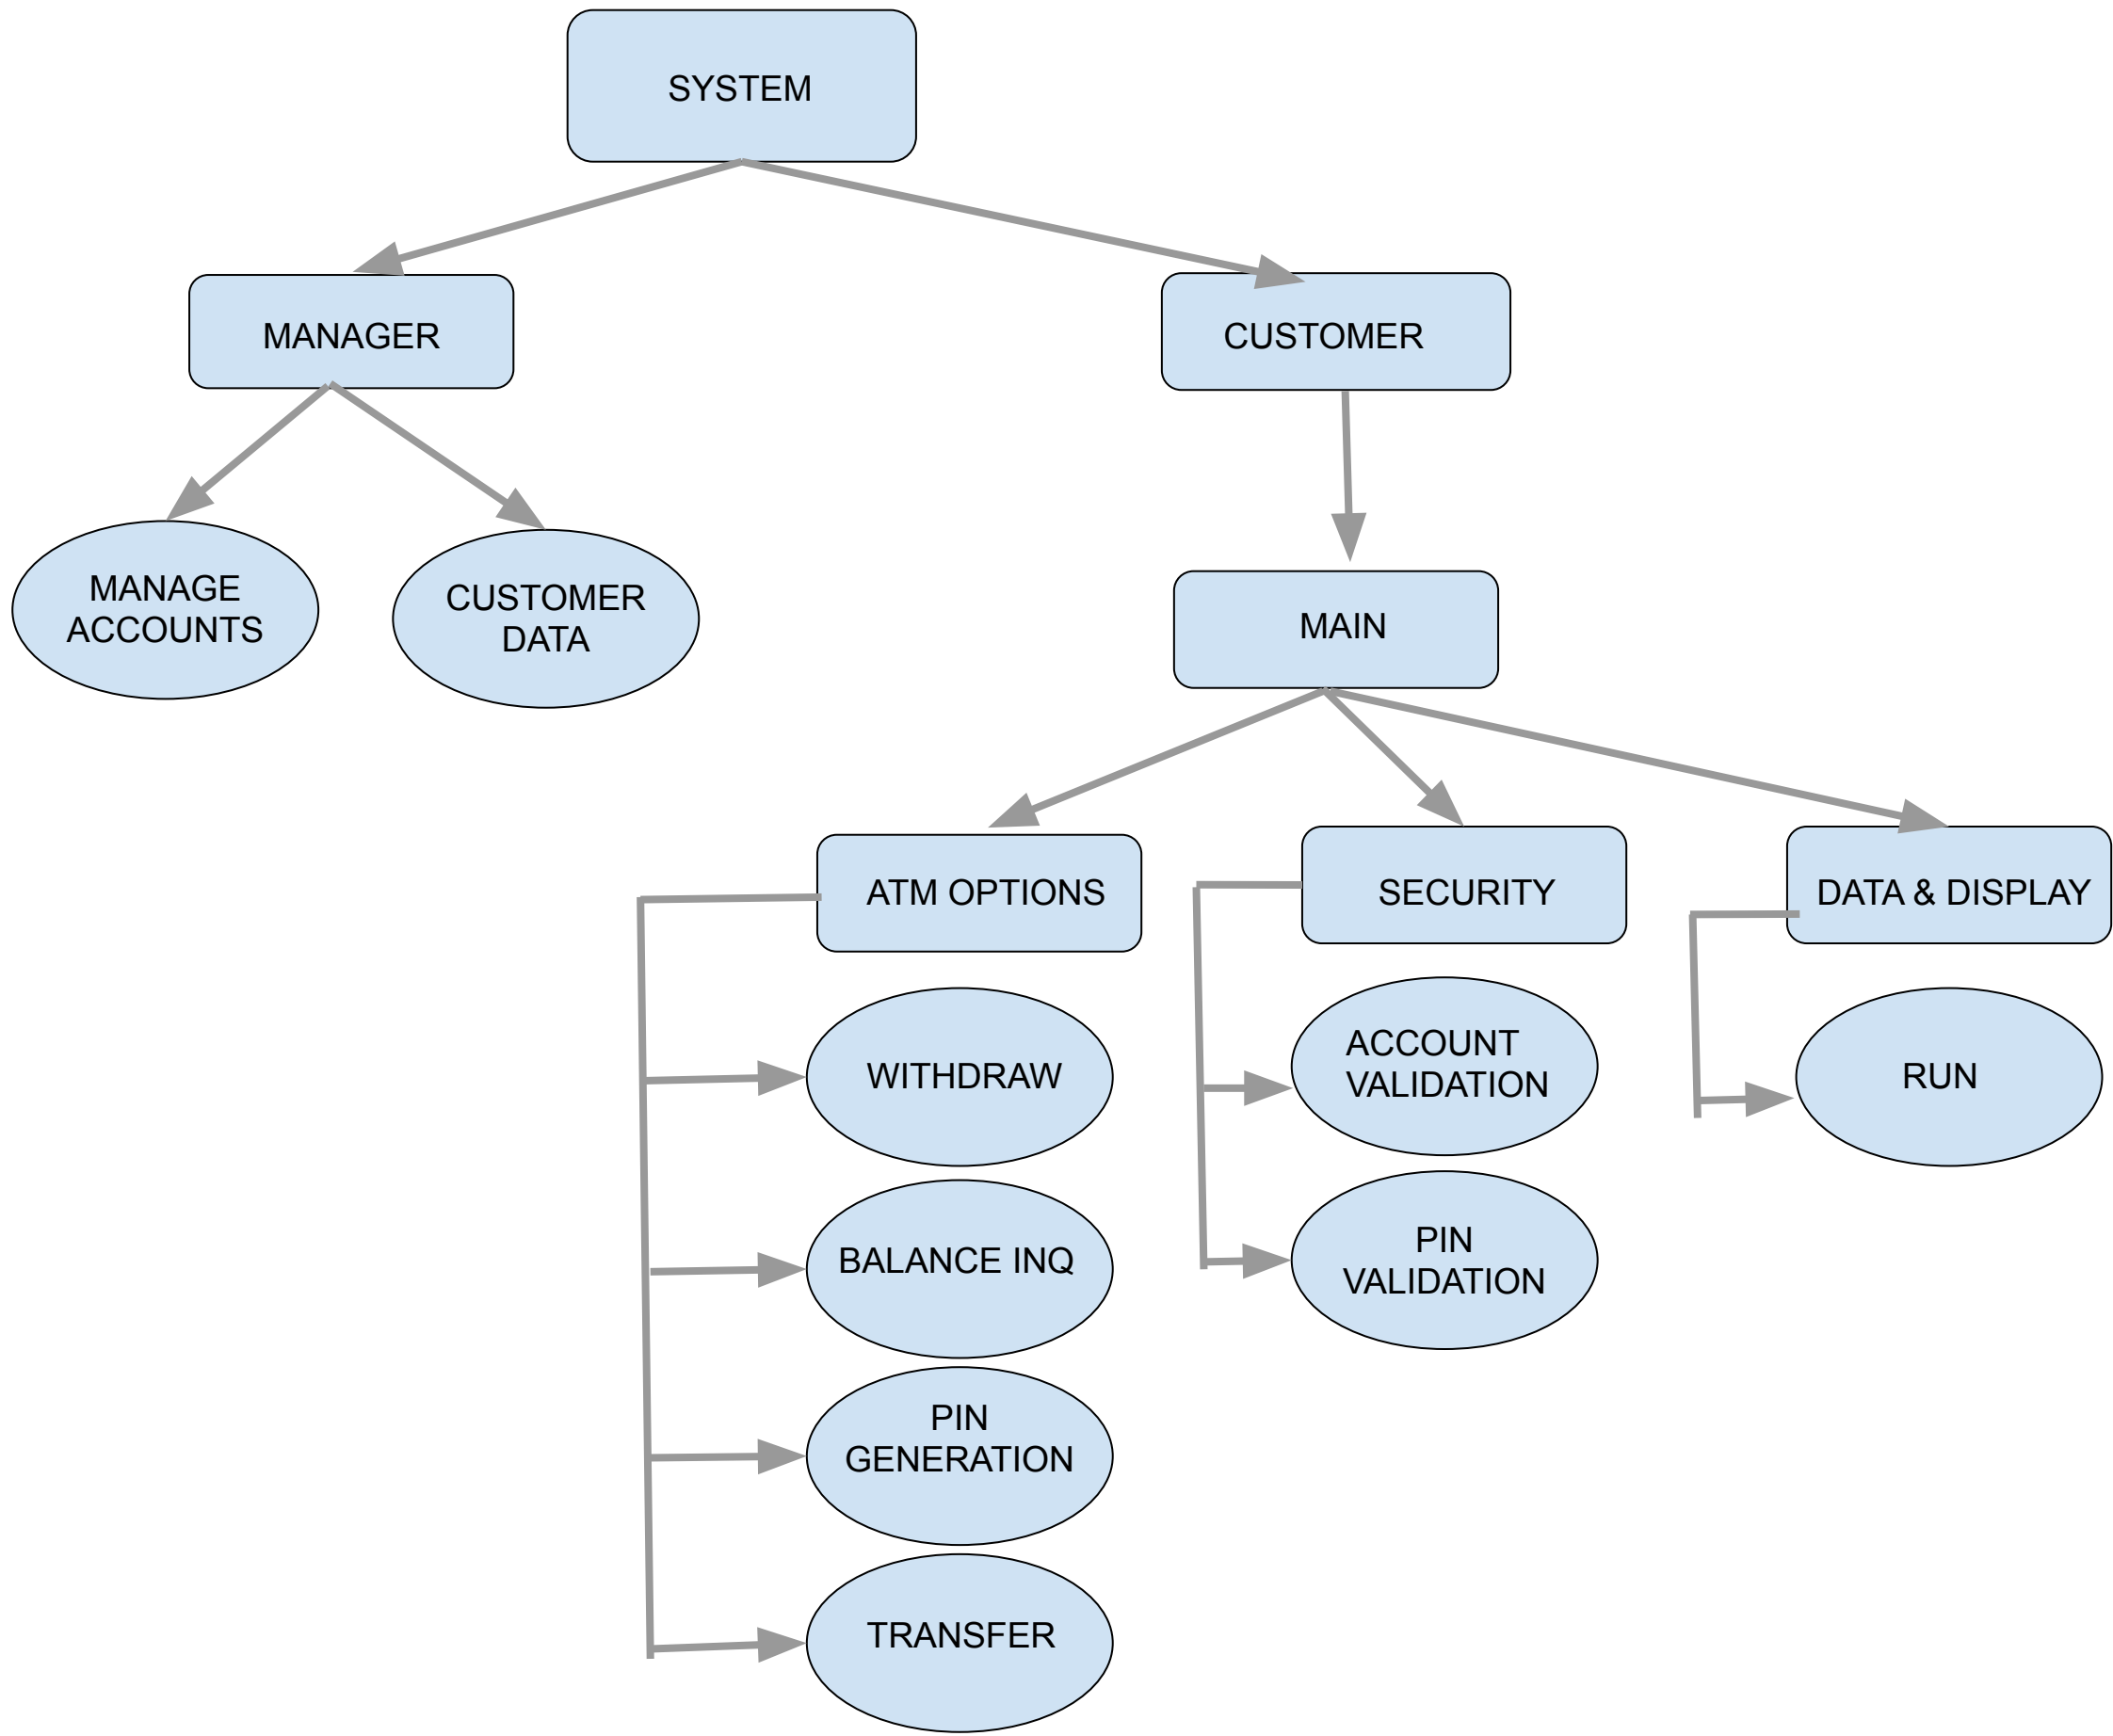 SYSTEM
MANAGER
CUSTOMER
MANAGE
ACCOUNTS
CUSTOMER
DATA
MAIN
ATM OPTIONS
SECURITY
DATA & DISPLAY
WITHDRAW
ACCOUNT
VALIDATION
RUN
BALANCE INQ
PIN
VALIDATION
PIN
GENERATION
TRANSFER